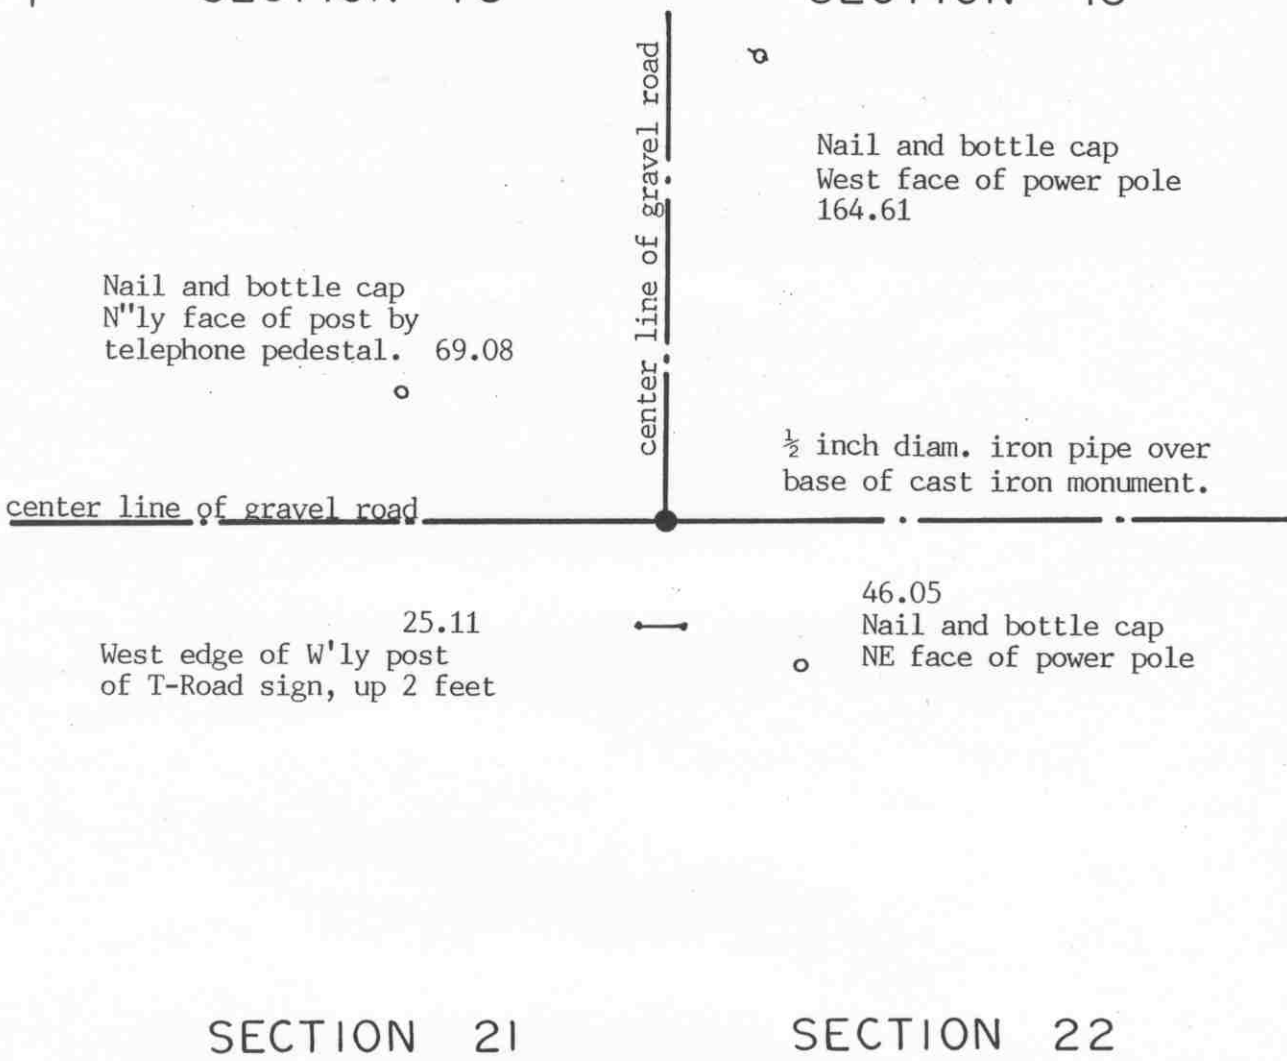 SECTION
SECTION
center line of gravel road
Nail and bottle cap
West face of power pole
164.61
Nail and bottle cap
N"ly face of post by
telephone pedestal. 69.08
½ inch diam. iron pipe over
base of cast iron monument.
center line of gravel road
25.11
West edge of W'ly post
of T-Road sign, up 2 feet
46.05
Nail and bottle cap
NE face of power pole
SECTION 21
SECTION 22